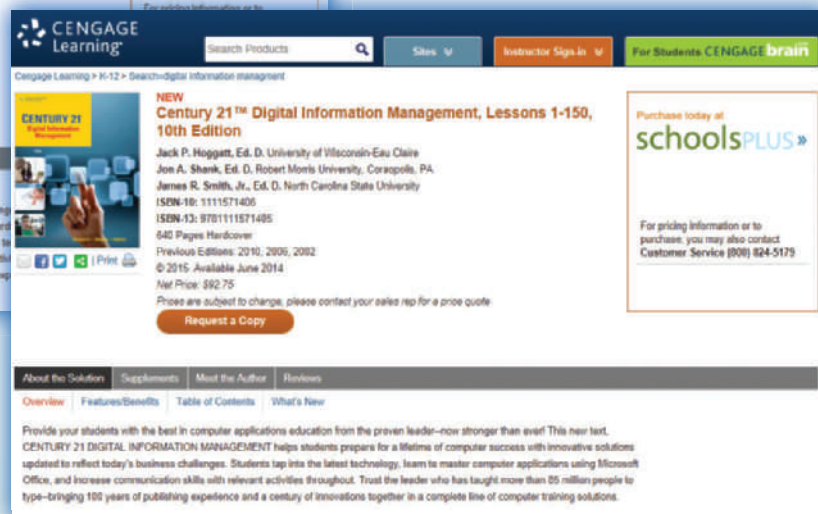 For pricing information or to
CENGAGE
Learning
Search Products
Sites
Instructor Sign-in
For Students CENGAGEbrain
Cengage Learning > K-12 > Search=digital information managment
CENTURY 21
Digital Information
Management
NEW
Century 21™ Digital Information Management, Lessons 1-150,
10th Edition
Jack P. Hoggatt, Ed. D. University of Wisconsin-Eau Claire
Jon A. Shank, Ed. D. Robert Morris University, Coraopolis, PA
James R. Smith, Jr., Ed. D. North Carolina State University
ISBN-10: 1111571406
ISBN-13: 9781111571405
640 Pages Hardcover
Previous Editions: 2010, 2006, 2002
© 2015 Available June 2014
Net Price: $92.75
Prices are subject to change, please contact your sales rep for a price quote
Request a Copy
| Print
Purchase today at
schoolsPLUS»
For pricing information or to
purchase, you may also contact
Customer Service (800) 824-5179
About the Solution
Supplements
Meet the Author
Reviews
Overview
Features/Benefits
Table of Contents
What's New
Provide your students with the best in computer applications education from the proven leader--now stronger than ever! This new text,
CENTURY 21 DIGITAL INFORMATION MANAGEMENT helps students prepare for a lifetime of computer success with innovative solutions
updated to reflect today's business challenges. Students tap into the latest technology, learn to master computer applications using Microsoft
Office, and increase communication skills with relevant activities throughout. Trust the leader who has taught more than 85 million people to
type--bringing 100 years of publishing experience and a century of innovations together in a complete line of computer training solutions.